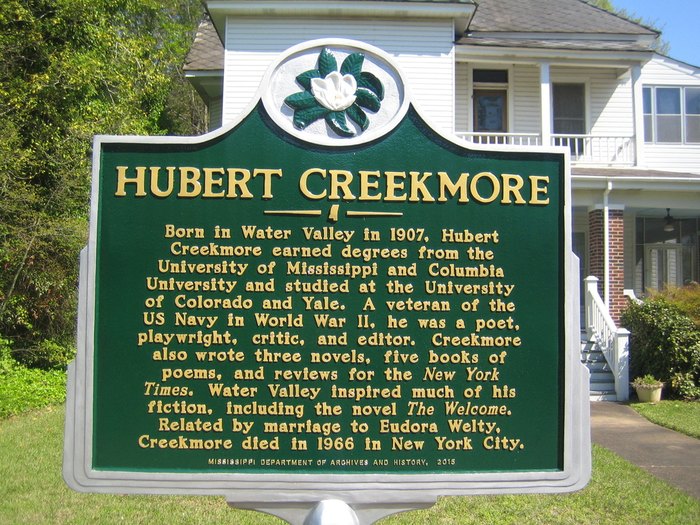 HUBERT CREEKMORE
Born in Water Valley in 1907, Hubert
Creekmore earned degrees from the
University of Mississippi and Columbia
University and studied at the University
of Colorado and Yale. A veteran of the
US Navy in World War II, he was a poet,
playwright, critic, and editor. Creekmore
also wrote three novels, five books of
poems, and reviews for the New York
Times. Water Valley inspired much of his
fiction, including the novel The Welcome.
Related by marriage to Eudora Welty,
Creekmore died in 1966 in New York City.
MISSISSIPPI DEPARTMENT OF ARCHIVES AND HISTORY, 2015